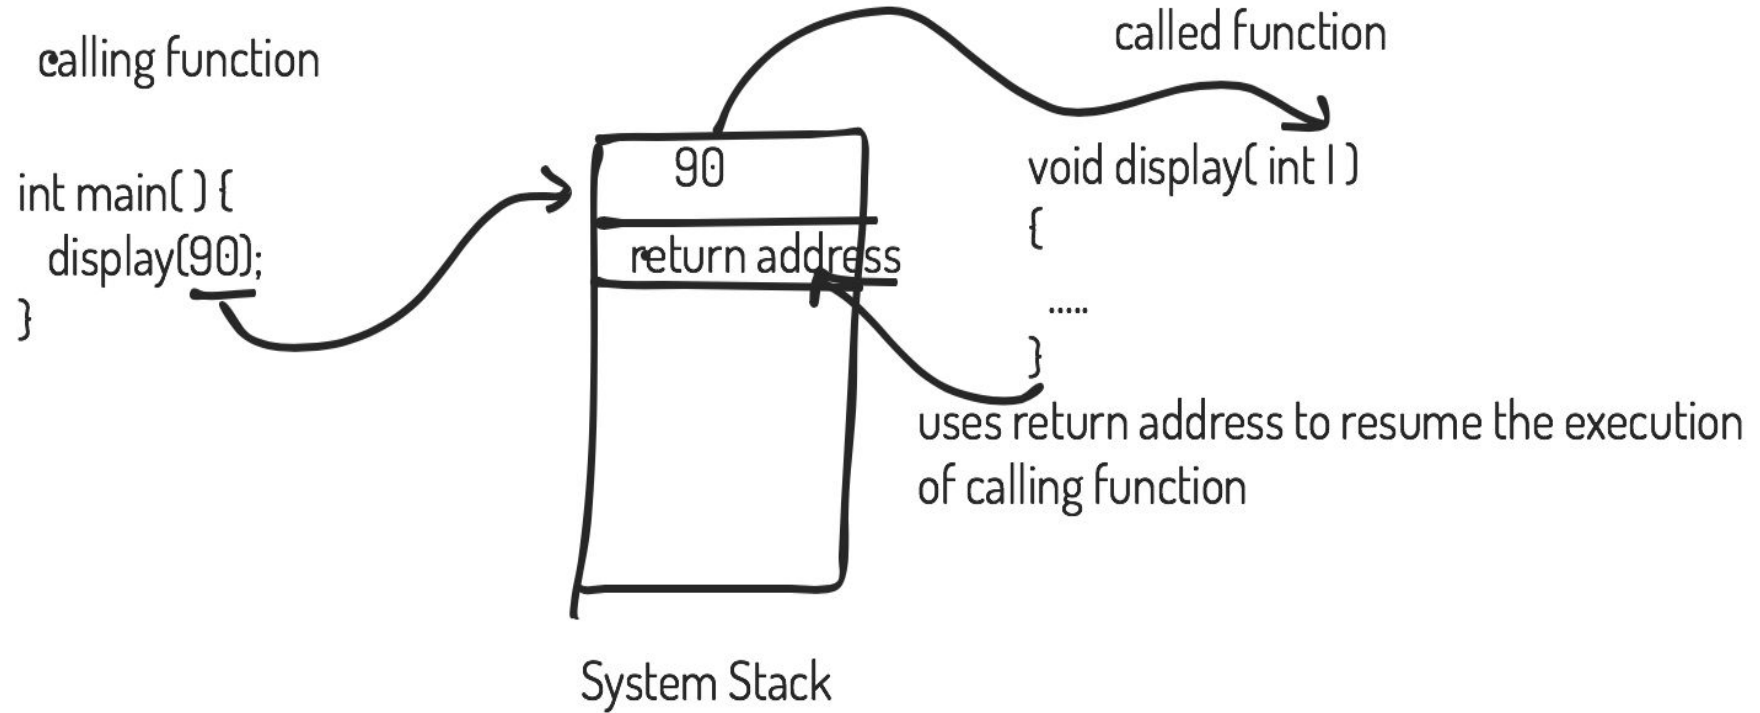 calling function
int main( ) {
display(90);
}
90
return address
System Stack
called function
void display( int I )
{
.....
}
uses return address to resume the execution
of calling function